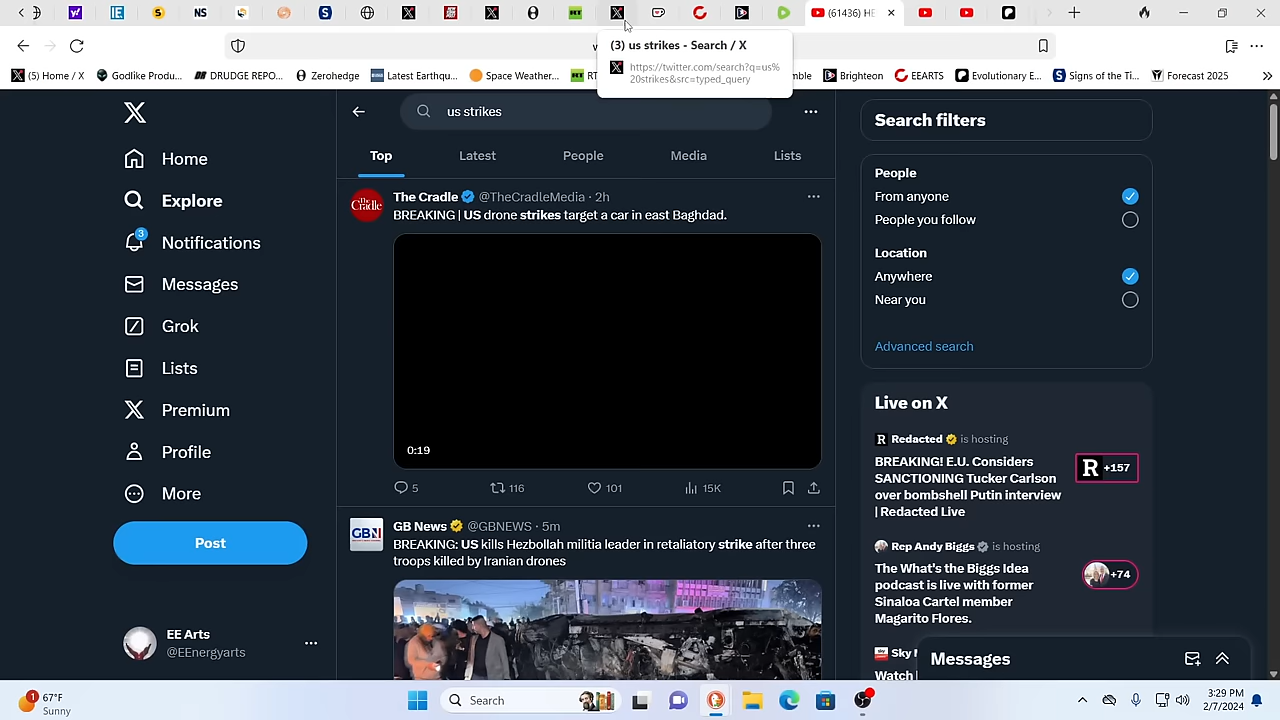 (61436) HE
(3) us strikes - Search / X
https://twitter.com/search?q=us%
20strikes&src=typed_query
(5) Home / X
Godlike Produ...
DRUDGE REPO...
Zerohedge
Latest Earthqu...
Space Weather...
RT
mble
Brighteon
EEARTS
Evolutionary E...
Signs of the Ti...
Forecast 2025
us strikes
Top
Latest
People
Media
Lists
Home
Explore
3
Notifications
Messages
Grok
Lists
Premium
Profile
More
Post
EE Arts
@EEnergyarts
The Cradle @TheCradleMedia · 2h
BREAKING | US drone strikes target a car in east Baghdad.
0:19
5
116
101
15K
GB News @GBNEWS · 5m
BREAKING: US kills Hezbollah militia leader in retaliatory strike after three
troops killed by Iranian drones
Search filters
People
From anyone
People you follow
Location
Anywhere
Near you
Advanced search
Live on X
Redacted is hosting
BREAKING! E.U. Considers
SANCTIONING Tucker Carlson
over bombshell Putin interview
| Redacted Live
R +157
Rep Andy Biggs is hosting
The What's the Biggs Idea
podcast is live with former
Sinaloa Cartel member
Magarito Flores.
+74
Sky
Watch
Messages
1
67°F
Sunny
Search
3:29 PM
2/7/2024